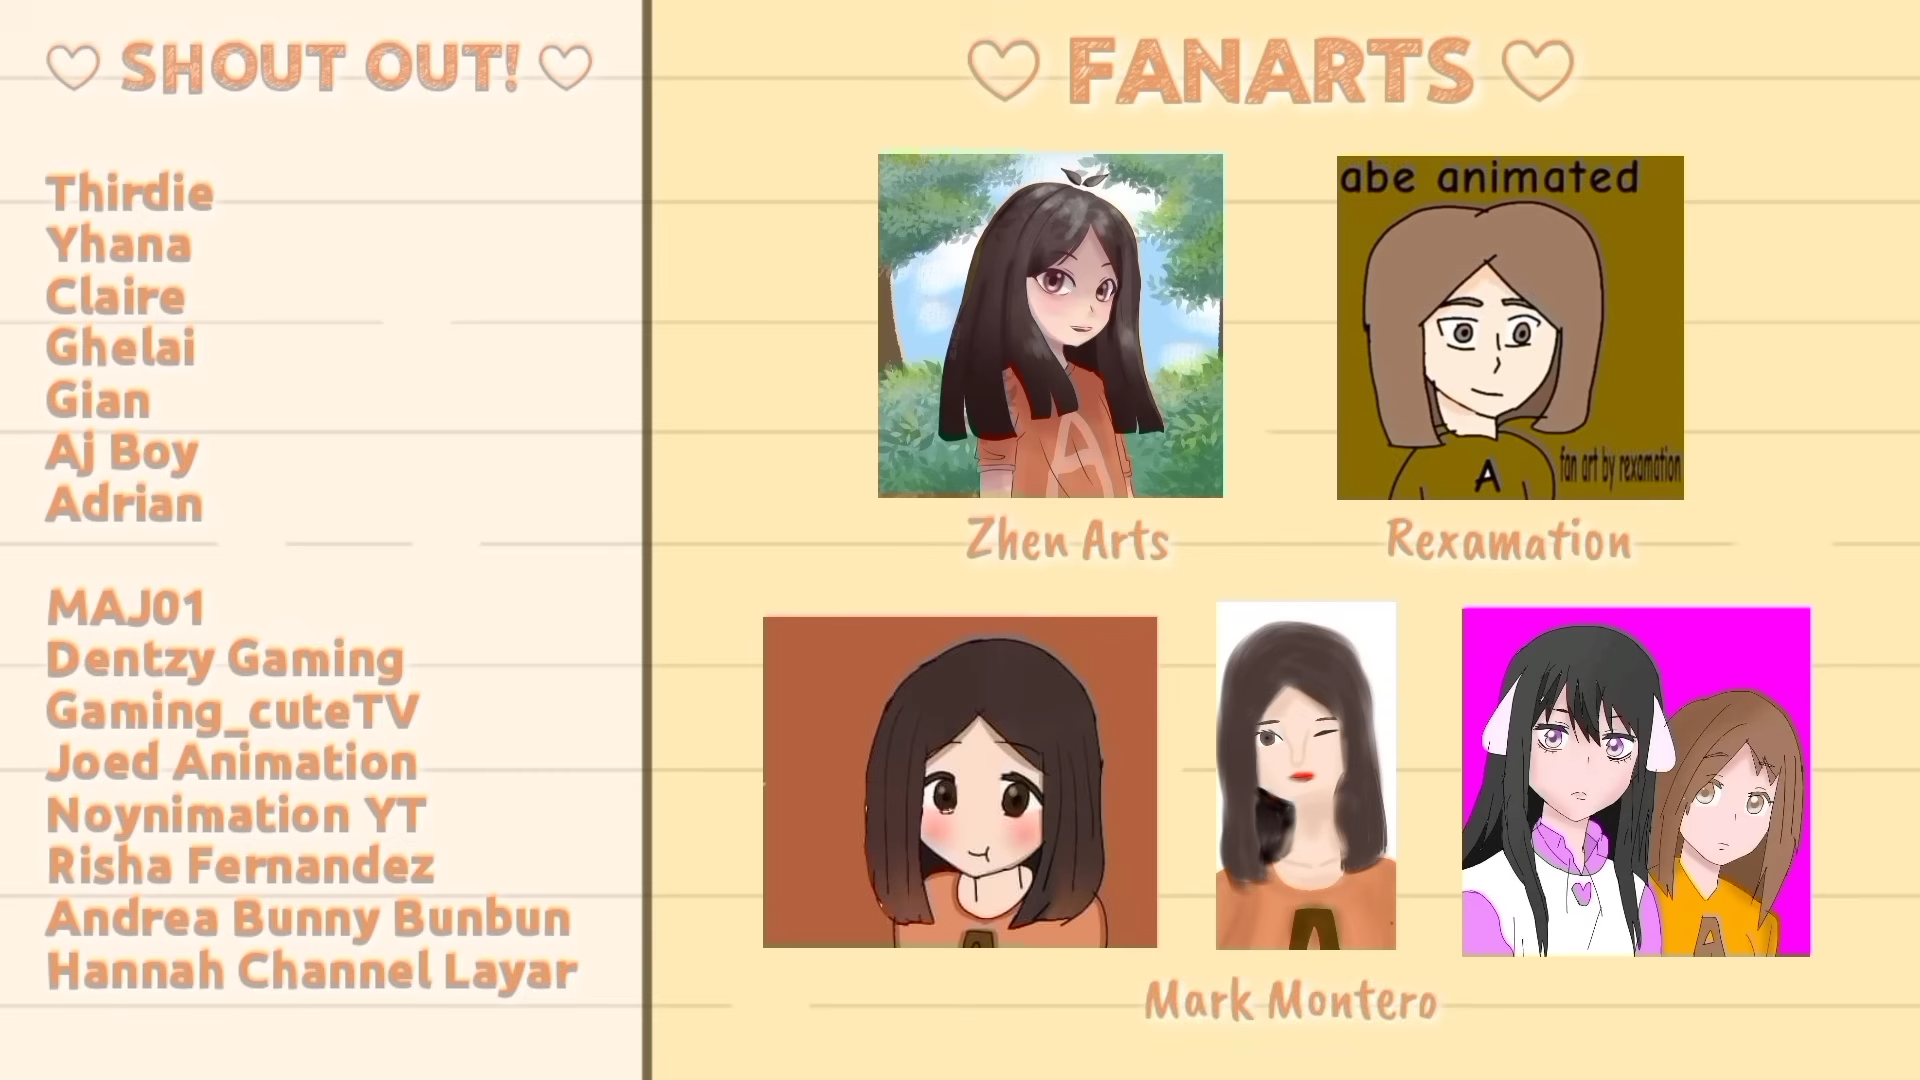 ♡ SHOUT OUT! ♡
Thirdie
Yhana
Claire
Ghelai
Gian
Aj Boy
Adrian
MAJ01
Dentzy Gaming
Gaming_cuteTV
Joed Animation
Noynimation YT
Risha Fernandez
Andrea Bunny Bunbun
Hannah Channel Layar
♡ FANARTS ♡
A
Zhen Arts
abe animated
A
fan art by rexamation
Rexamation
A
A
A
Mark Montero